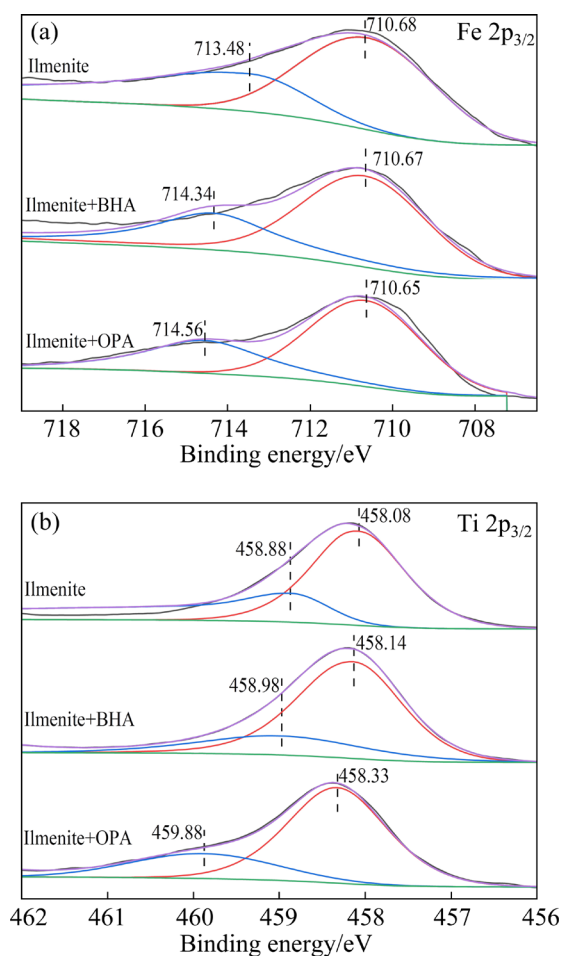 (a)
Fe 2p3/2
713.48
710.68
Ilmenite
710.67
714.34
Ilmenite+BHA
710.65
714.56
Ilmenite+OPA
718 716 714 712 710 708
Binding energy/eV
(b)
Ti 2p3/2
458.08
458.88
Ilmenite
458.14
458.98
Ilmenite+BHA
458.33
459.88
Ilmenite+OPA
462 461 460 459 458 457 456
Binding energy/eV